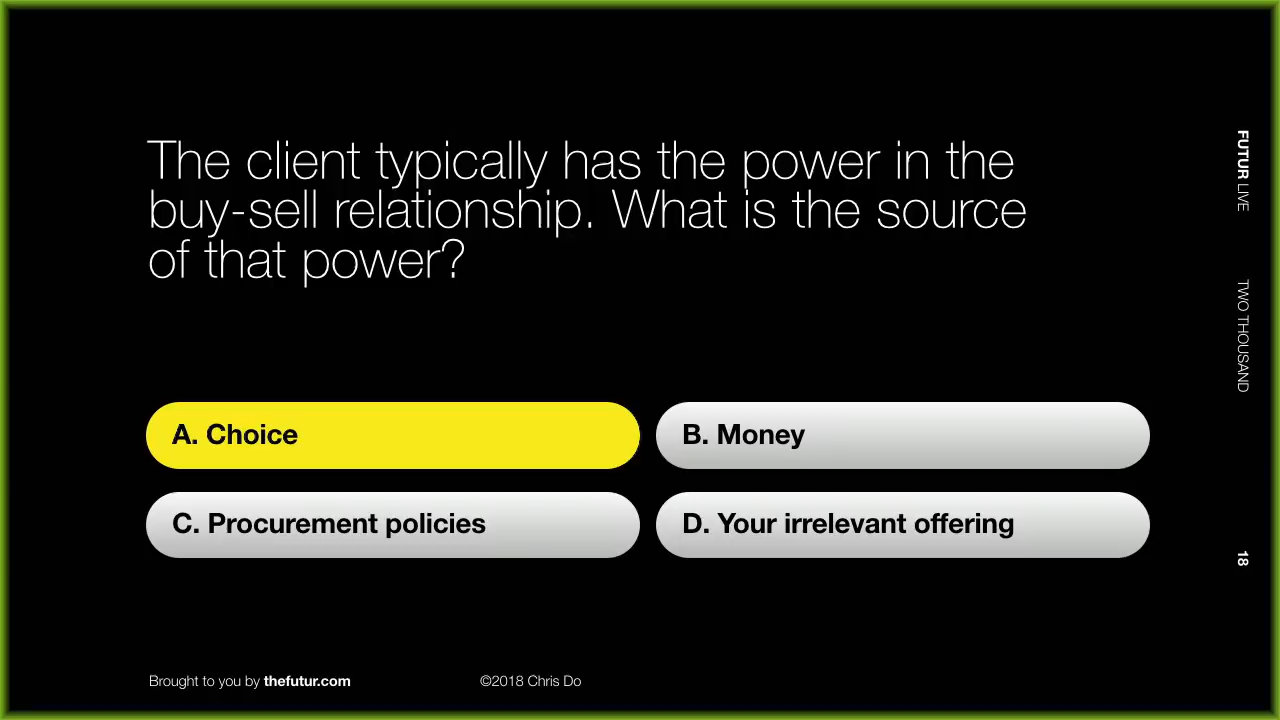 The client typically has the power in the
buy-sell relationship. What is the source
of that power?
A. Choice
B. Money
C. Procurement policies
D. Your irrelevant offering
FUTUR LIVE
TWO THOUSAND
18
Brought to you by thefutur.com
©2018 Chris Do